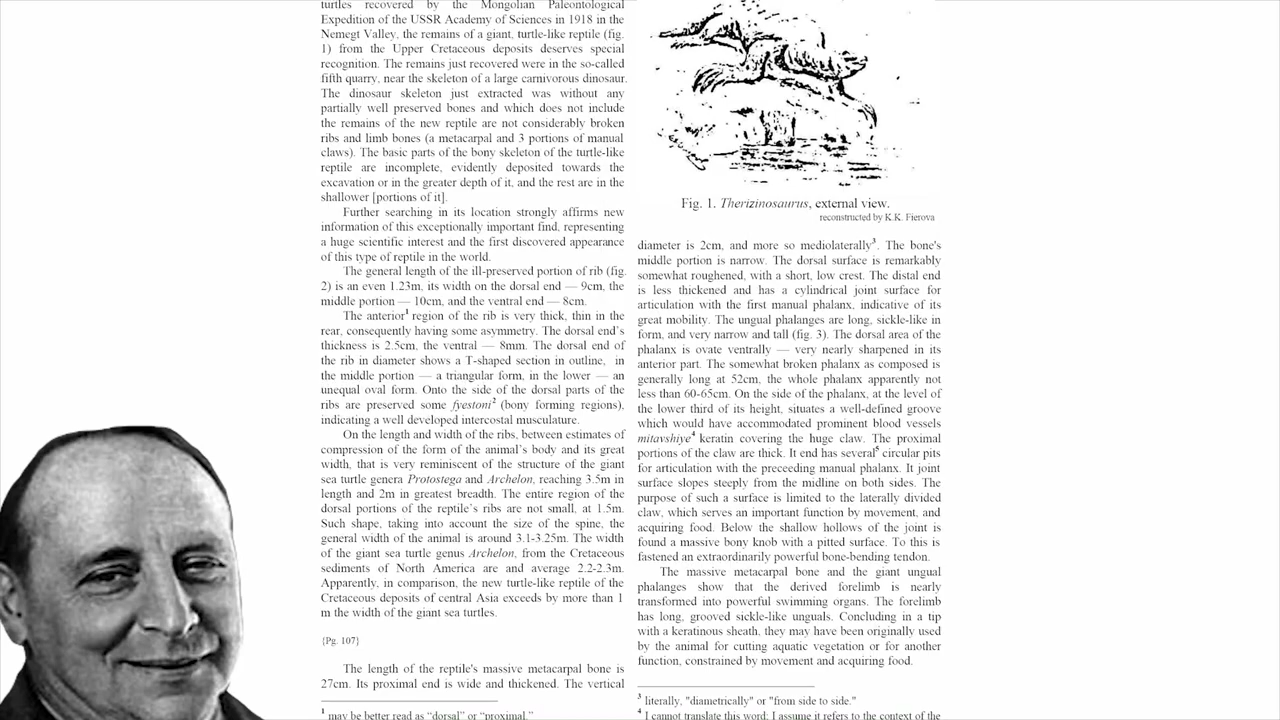 turtles recovered by the Mongolian Paleontological
Expedition of the USSR Academy of Sciences in 1918 in the
Nemegt Valley, the remains of a giant, turtle-like reptile (fig.
1) from the Upper Cretaceous deposits deserves special
recognition. The remains just recovered were in the so-called
fifth quarry, near the skeleton of a large carnivorous dinosaur.
The dinosaur skeleton just extracted was without any
partially well preserved bones and which does not include
the remains of the new reptile are not considerably broken
ribs and limb bones (a metacarpal and 3 portions of manual
claws). The basic parts of the bony skeleton of the turtle-like
reptile are incomplete, evidently deposited towards the
excavation or in the greater depth of it, and the rest are in the
shallower [portions of it].
Further searching in its location strongly affirms new
information of this exceptionally important find, representing
a huge scientific interest and the first discovered appearance
of this type of reptile in the world.
The general length of the ill-preserved portion of rib (fig.
2) is an even 1.23m, its width on the dorsal end — 9cm, the
middle portion — 10cm, and the ventral end — 8cm.
The anterior1 region of the rib is very thick, thin in the
rear, consequently having some asymmetry. The dorsal end's
thickness is 2.5cm, the ventral — 8mm. The dorsal end of
the rib in diameter shows a T-shaped section in outline, in
the middle portion — a triangular form, in the lower — an
unequal oval form. Onto the side of the dorsal parts of the
ribs are preserved some fyestoni2 (bony forming regions),
indicating a well developed intercostal musculature.
On the length and width of the ribs, between estimates of
compression of the form of the animal's body and its great
width, that is very reminiscent of the structure of the giant
sea turtle genera Protostega and Archelon, reaching 3.5m in
length and 2m in greatest breadth. The entire region of the
dorsal portions of the reptile's ribs are not small, at 1.5m.
Such shape, taking into account the size of the spine, the
general width of the animal is around 3.1-3.25m. The width
of the giant sea turtle genus Archelon, from the Cretaceous
sediments of North America are and average 2.2-2.3m.
Apparently, in comparison, the new turtle-like reptile of the
Cretaceous deposits of central Asia exceeds by more than 1
m the width of the giant sea turtles.
{Pg. 107}
The length of the reptile's massive metacarpal bone is
27cm. Its proximal end is wide and thickened. The vertical
1 may be better read as "dorsal" or "proximal."
Fig. 1. Therizinosaurus, external view.
reconstructed by K.K. Fierova
diameter is 2cm, and more so mediolaterally3. The bone's
middle portion is narrow. The dorsal surface is remarkably
somewhat roughened, with a short, low crest. The distal end
is less thickened and has a cylindrical joint surface for
articulation with the first manual phalanx, indicative of its
great mobility. The ungual phalanges are long, sickle-like in
form, and very narrow and tall (fig. 3). The dorsal area of the
phalanx is ovate ventrally — very nearly sharpened in its
anterior part. The somewhat broken phalanx as composed is
generally long at 52cm, the whole phalanx apparently not
less than 60-65cm. On the side of the phalanx, at the level of
the lower third of its height, situates a well-defined groove
which would have accommodated prominent blood vessels
mitavshiye4 keratin covering the huge claw. The proximal
portions of the claw are thick. It end has several5 circular pits
for articulation with the preceeding manual phalanx. It joint
surface slopes steeply from the midline on both sides. The
purpose of such a surface is limited to the laterally divided
claw, which serves an important function by movement, and
acquiring food. Below the shallow hollows of the joint is
found a massive bony knob with a pitted surface. To this is
fastened an extraordinarily powerful bone-bending tendon.
The massive metacarpal bone and the giant ungual
phalanges show that the derived forelimb is nearly
transformed into powerful swimming organs. The forelimb
has long, grooved sickle-like unguals. Concluding in a tip
with a keratinous sheath, they may have been originally used
by the animal for cutting aquatic vegetation or for another
function, constrained by movement and acquiring food.
3 literally, "diametrically" or "from side to side."
4 I cannot translate this word; I assume it refers to the context of the